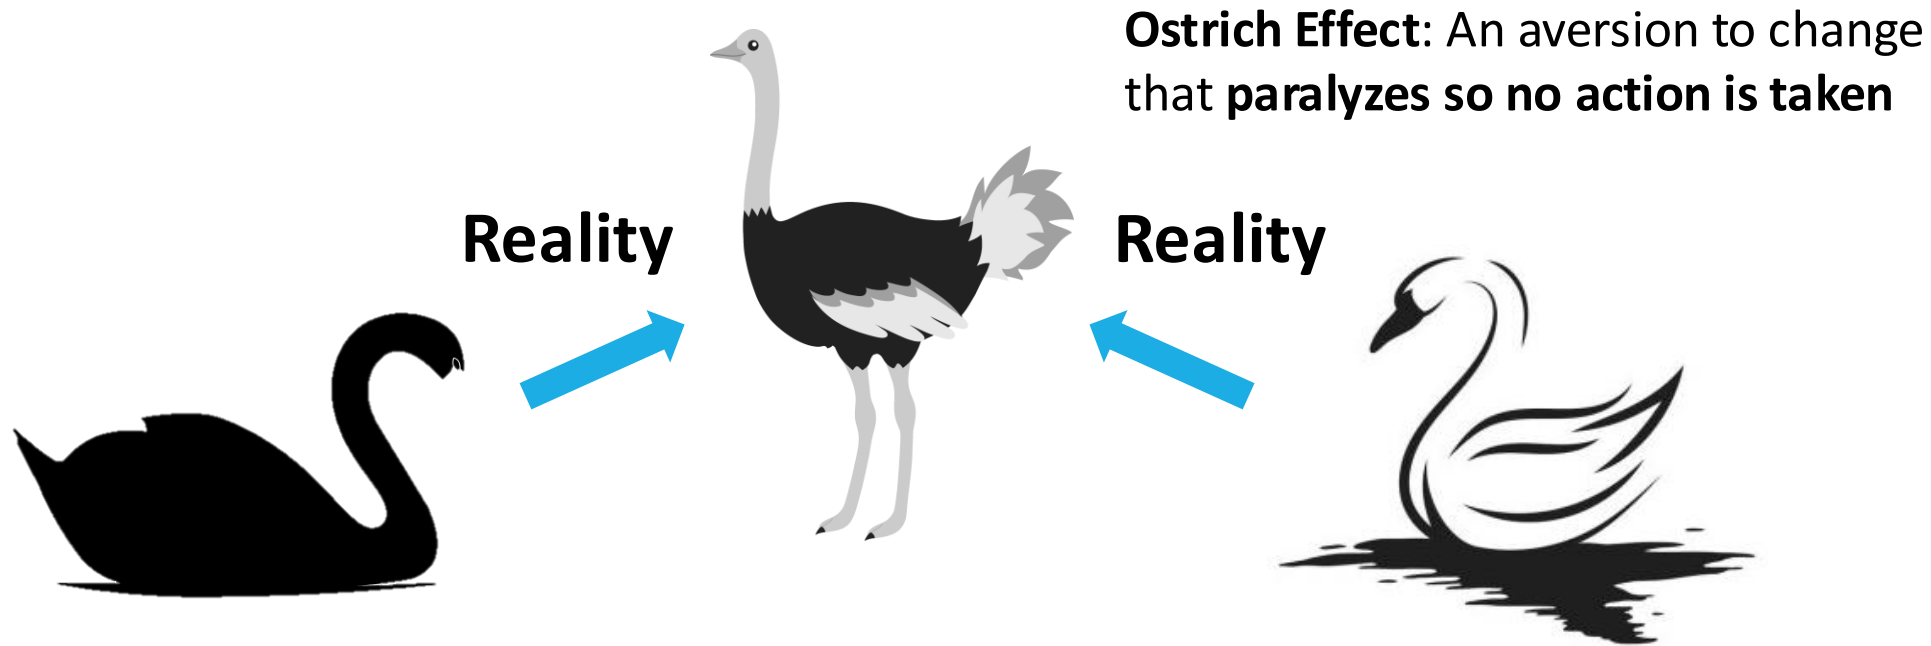 Ostrich Effect: An aversion to change
that paralyzes so no action is taken
Reality
Reality